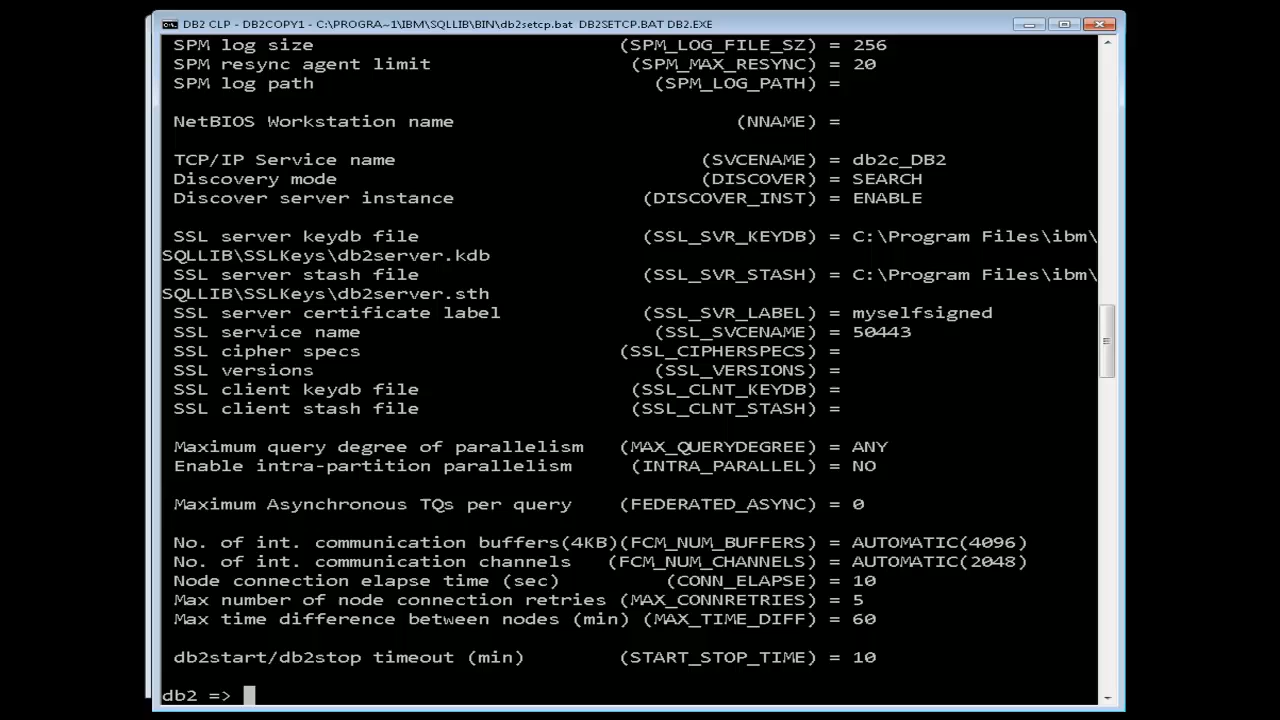 DB2 CLP - DB2COPY1 - C:\PROGRA~1\IBM\SQLLIB\BIN\db2setcp.bat DB2SETCP.BAT DB2.EXE
SPM log size (SPM_LOG_FILE_SZ) = 256
SPM resync agent limit (SPM_MAX_RESYNC) = 20
SPM log path (SPM_LOG_PATH) =
NetBIOS Workstation name (NNAME) =
TCP/IP Service name (SVCENAME) = db2c_DB2
Discovery mode (DISCOVER) = SEARCH
Discover server instance (DISCOVER_INST) = ENABLE
SSL server keydb file (SSL_SVR_KEYDB) = C:\Program Files\ibm\
SQLLIB\SSLKeys\db2server.kdb
SSL server stash file (SSL_SVR_STASH) = C:\Program Files\ibm\
SQLLIB\SSLKeys\db2server.sth
SSL server certificate label (SSL_SVR_LABEL) = myselfsigned
SSL service name (SSL_SVCENAME) = 50443
SSL cipher specs (SSL_CIPHERSPECS) =
SSL versions (SSL_VERSIONS) =
SSL client keydb file (SSL_CLNT_KEYDB) =
SSL client stash file (SSL_CLNT_STASH) =
Maximum query degree of parallelism (MAX_QUERYDEGREE) = ANY
Enable intra-partition parallelism (INTRA_PARALLEL) = NO
Maximum Asynchronous TQs per query (FEDERATED_ASYNC) = 0
No. of int. communication buffers(4KB)(FCM_NUM_BUFFERS) = AUTOMATIC(4096)
No. of int. communication channels (FCM_NUM_CHANNELS) = AUTOMATIC(2048)
Node connection elapse time (sec) (CONN_ELAPSE) = 10
Max number of node connection retries (MAX_CONNRETRIES) = 5
Max time difference between nodes (min) (MAX_TIME_DIFF) = 60
db2start/db2stop timeout (min) (START_STOP_TIME) = 10
db2 =>